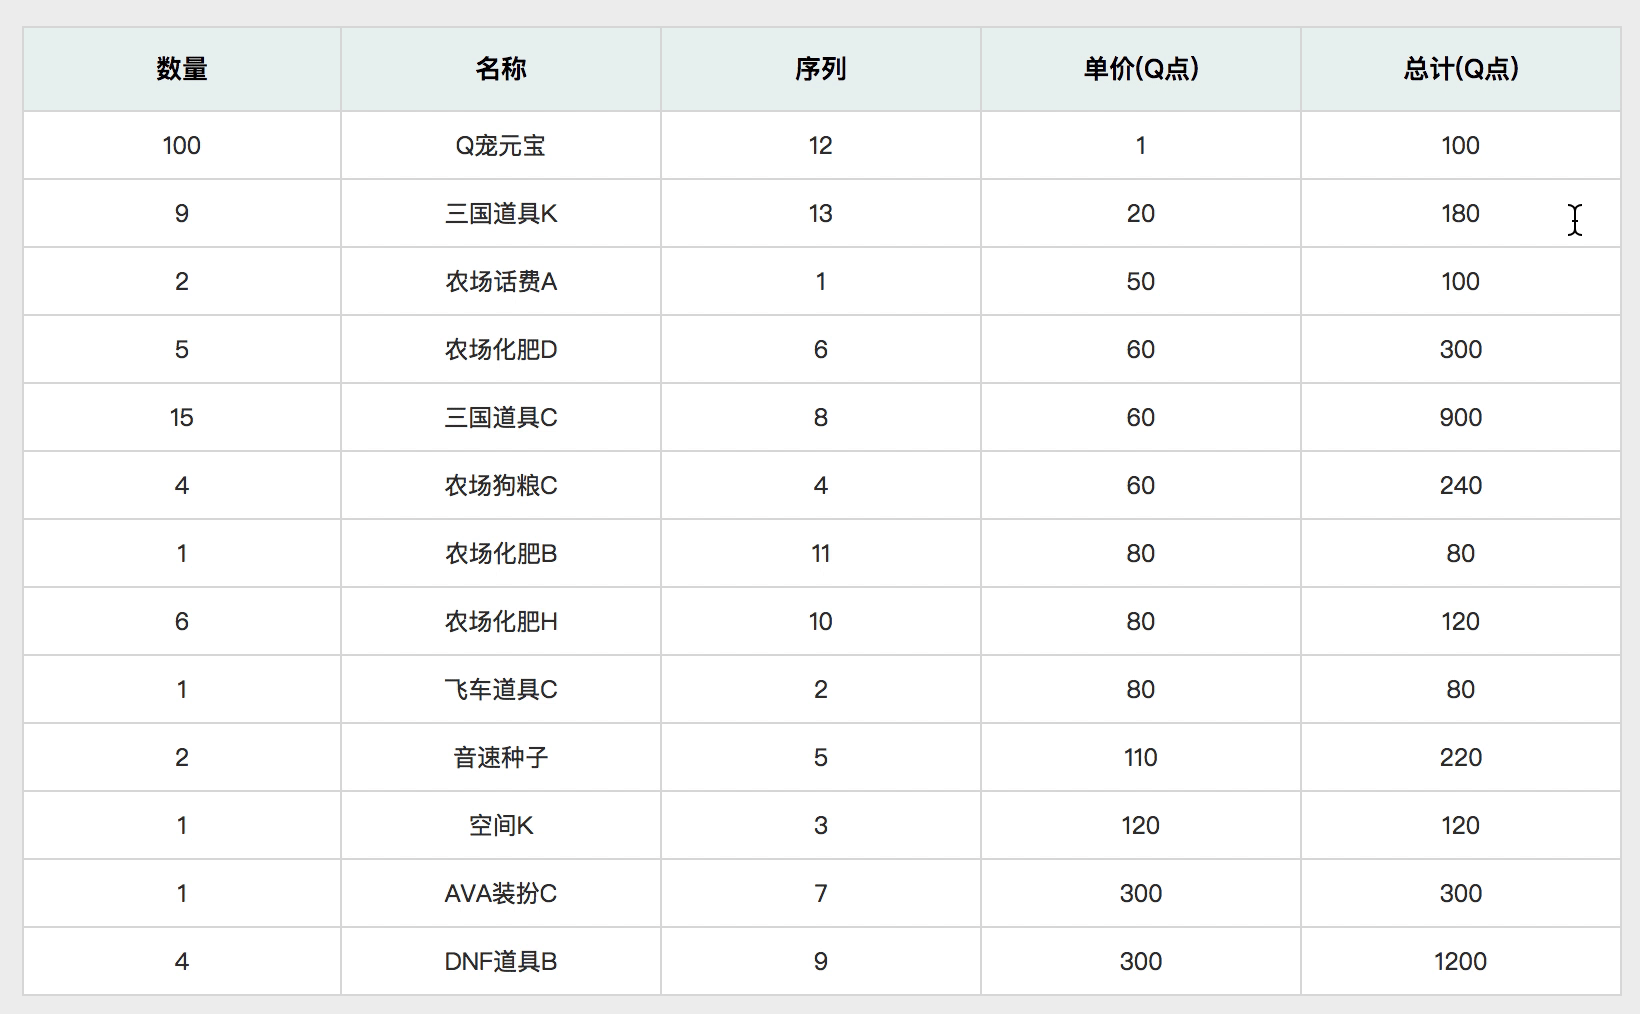 数量 名称 序列 单价(Q点) 总计(Q点)
100 Q宠元宝 12 1 100
9 三国道具K 13 20 180
2 农场话费A 1 50 100
5 农场化肥D 6 60 300
15 三国道具C 8 60 900
4 农场狗粮C 4 60 240
1 农场化肥B 11 80 80
6 农场化肥H 10 80 120
1 飞车道具C 2 80 80
2 音速种子 5 110 220
1 空间K 3 120 120
1 AVA装扮C 7 300 300
4 DNF道具B 9 300 1200